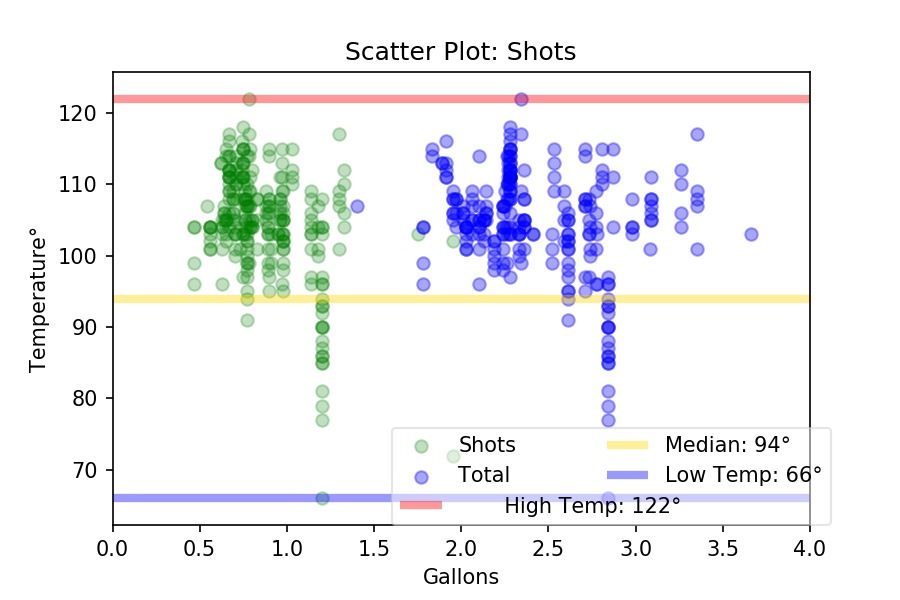 Scatter Plot: Shots
Temperature°
120
110
100
90
80
70
Shots
Total
High Temp: 122°
Median: 94°
Low Temp: 66°
0.0 0.5 1.0 1.5 2.0 2.5 3.0 3.5 4.0
Gallons